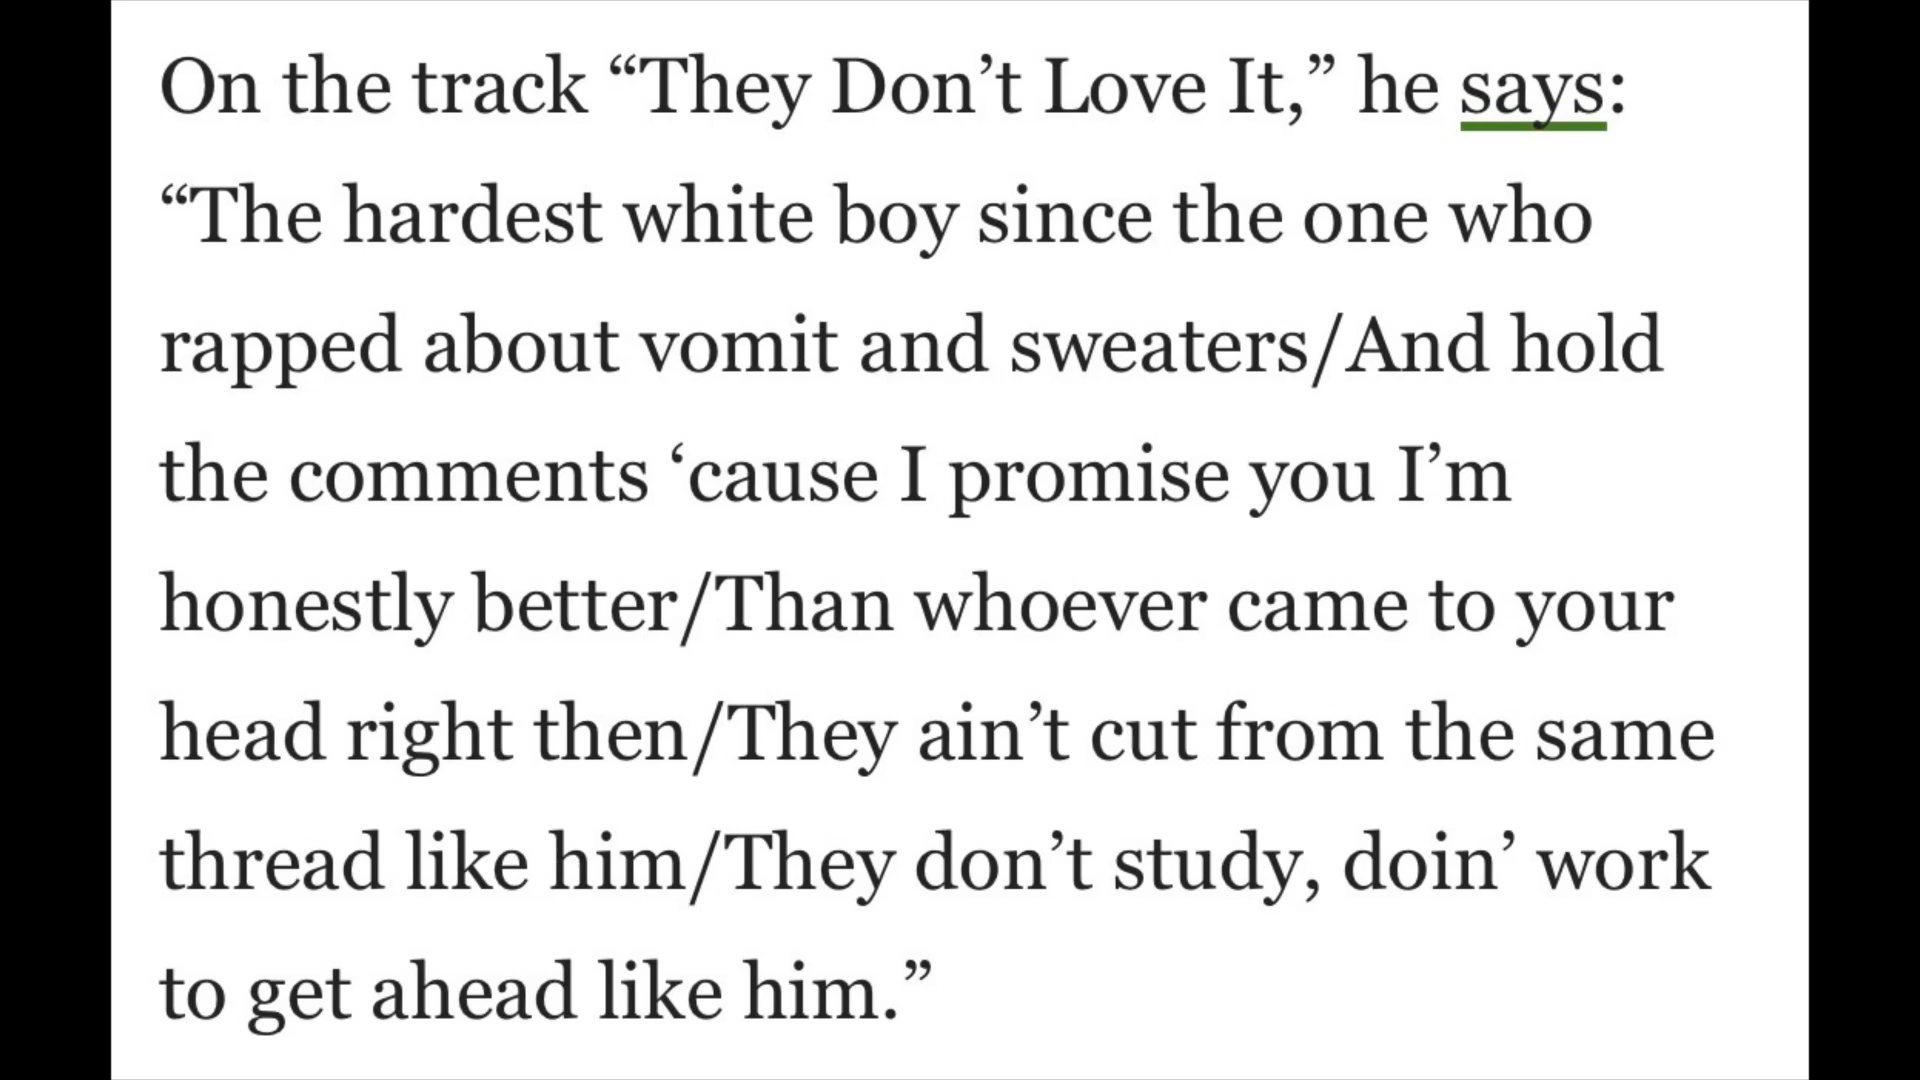 On the track “They Don’t Love It,” he says:
“The hardest white boy since the one who
rapped about vomit and sweaters/And hold
the comments ‘cause I promise you I’m
honestly better/Than whoever came to your
head right then/They ain’t cut from the same
thread like him/They don’t study, doin’ work
to get ahead like him.”